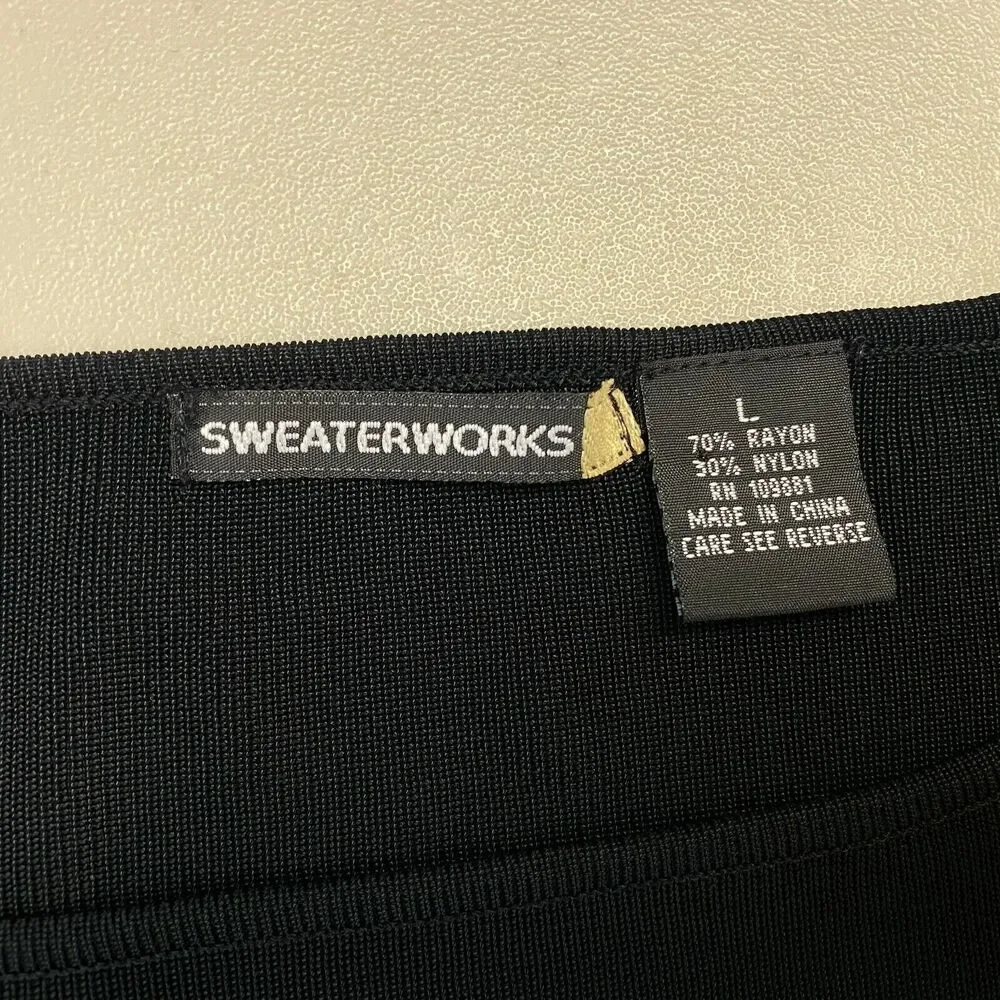 SWEATERWORKS
L
70% RAYON
30% NYLON
RN 109881
MADE IN CHINA
CARE SEE REVERSE